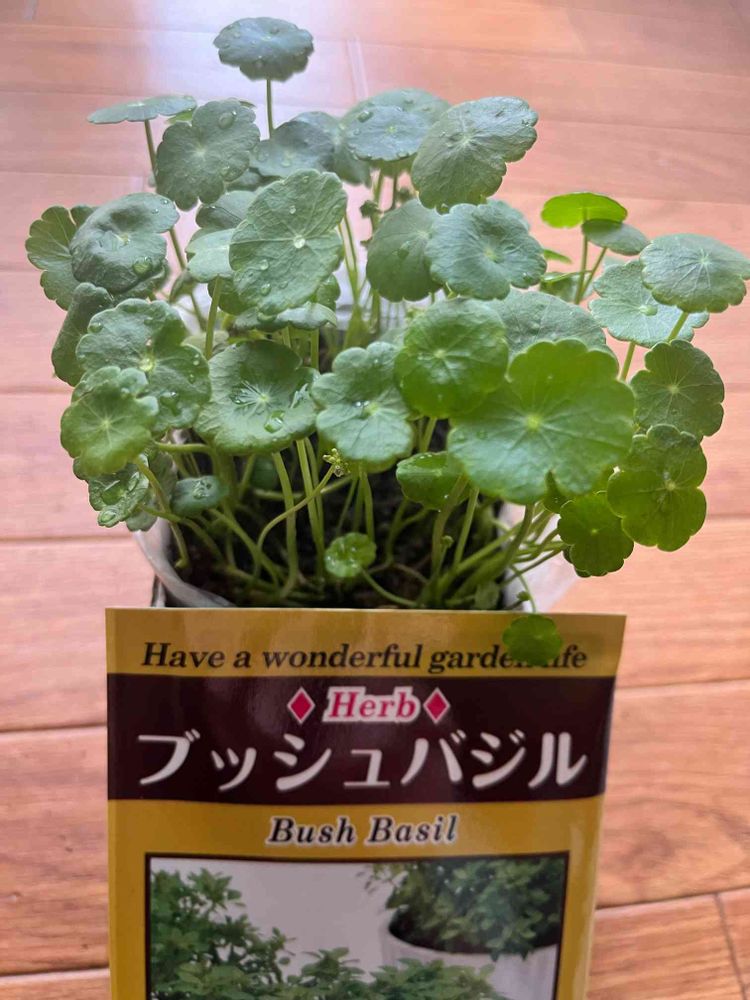 Have a wonderful garden life
Herb
ブッシュバジル
Bush Basil